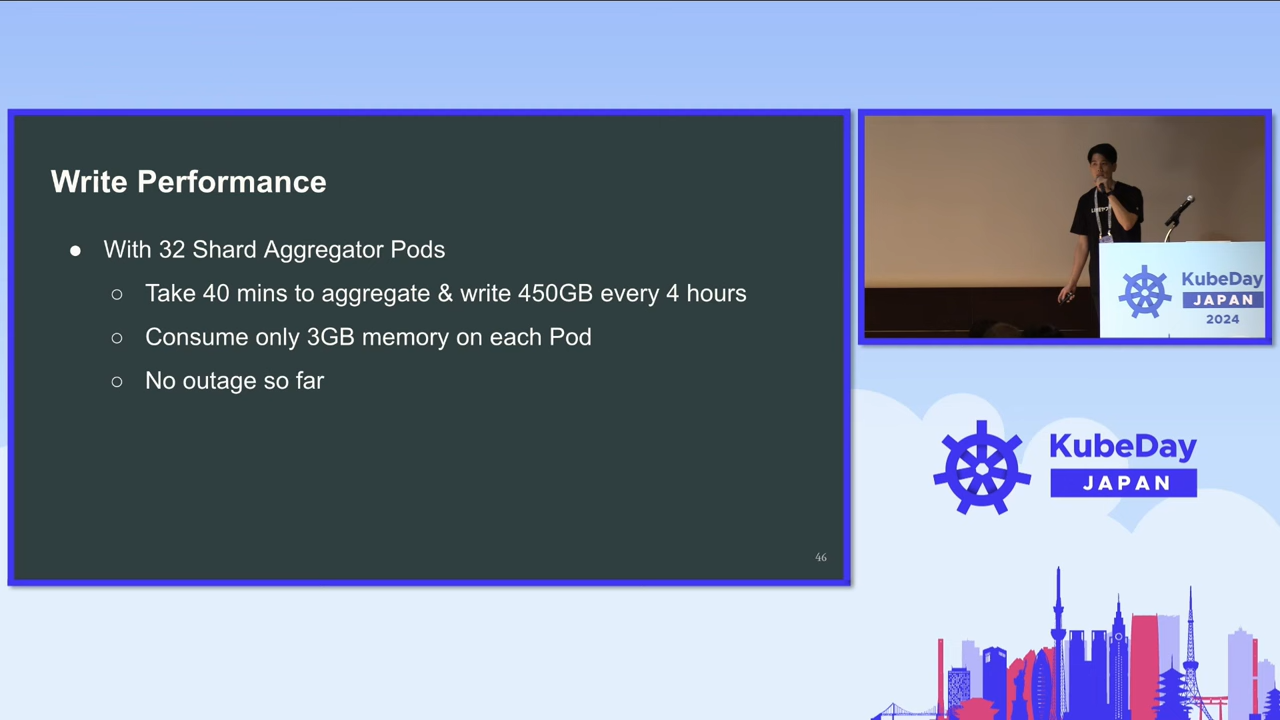 Write Performance
● With 32 Shard Aggregator Pods
○ Take 40 mins to aggregate & write 450GB every 4 hours
○ Consume only 3GB memory on each Pod
○ No outage so far
46
KubeDay
JAPAN
2024
KubeDay
JAPAN